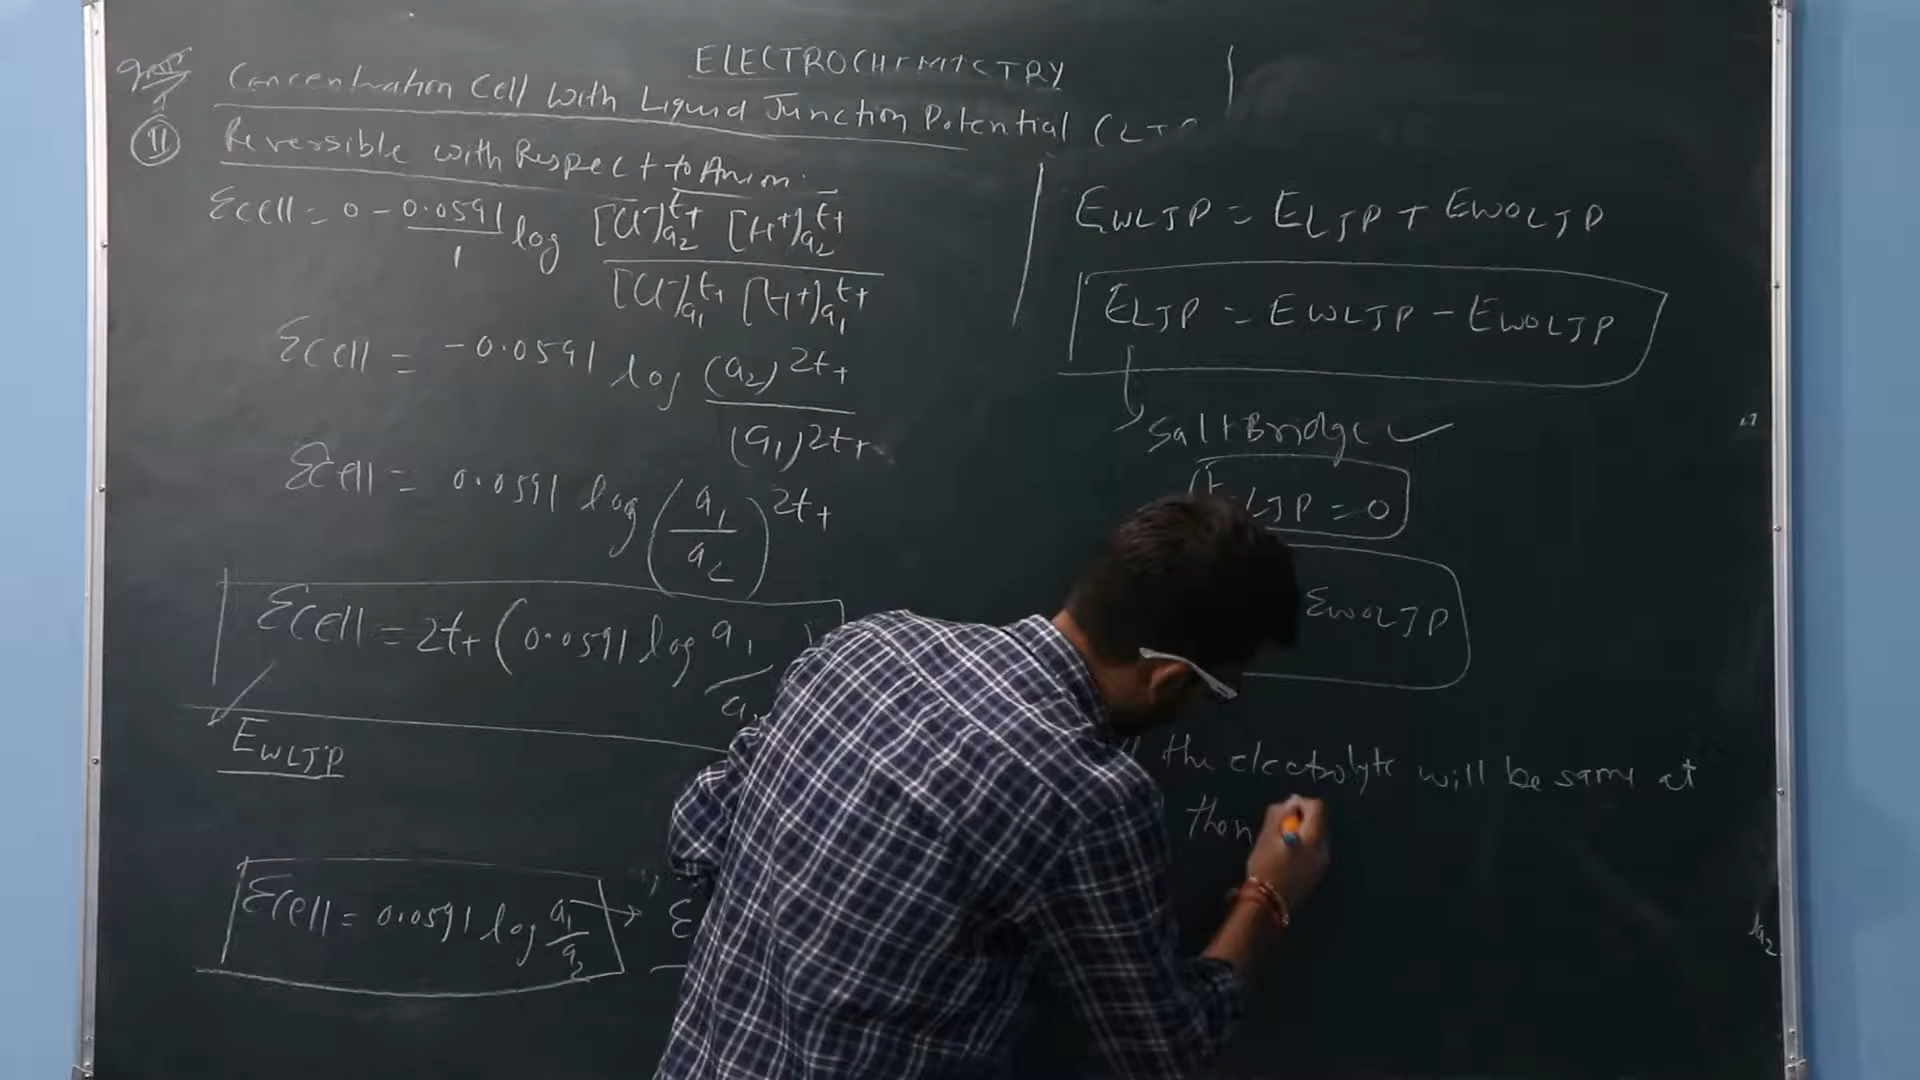 ELECTROCHEMISTRY
Concentration Cell with Liquid Junction Potential (LJP
(11) Reversible with Respect to Anion:-
Ecell = 0 - 0.0591/1 log [Cl⁻]a2^t+ [H+]a2^t+ / [Cl⁻]a1^t+ [H+]a1^t+
Ecell = -0.0591 log (a2)^2t+ / (a1)^2t+
Ecell = 0.0591 log (a1/a2)^2t+
Ecell = 2t+ (0.0591 log a1/a2)
EWLJP
Ecell = 0.0591 log a1/a2 → E
EWLJP = ELJP + EWOLJP
ELJP = EWLJP - EWOLJP
Salt Bridge ✓
ELJP = 0
EWOLJP
the electrolyte will be same at
then
a2